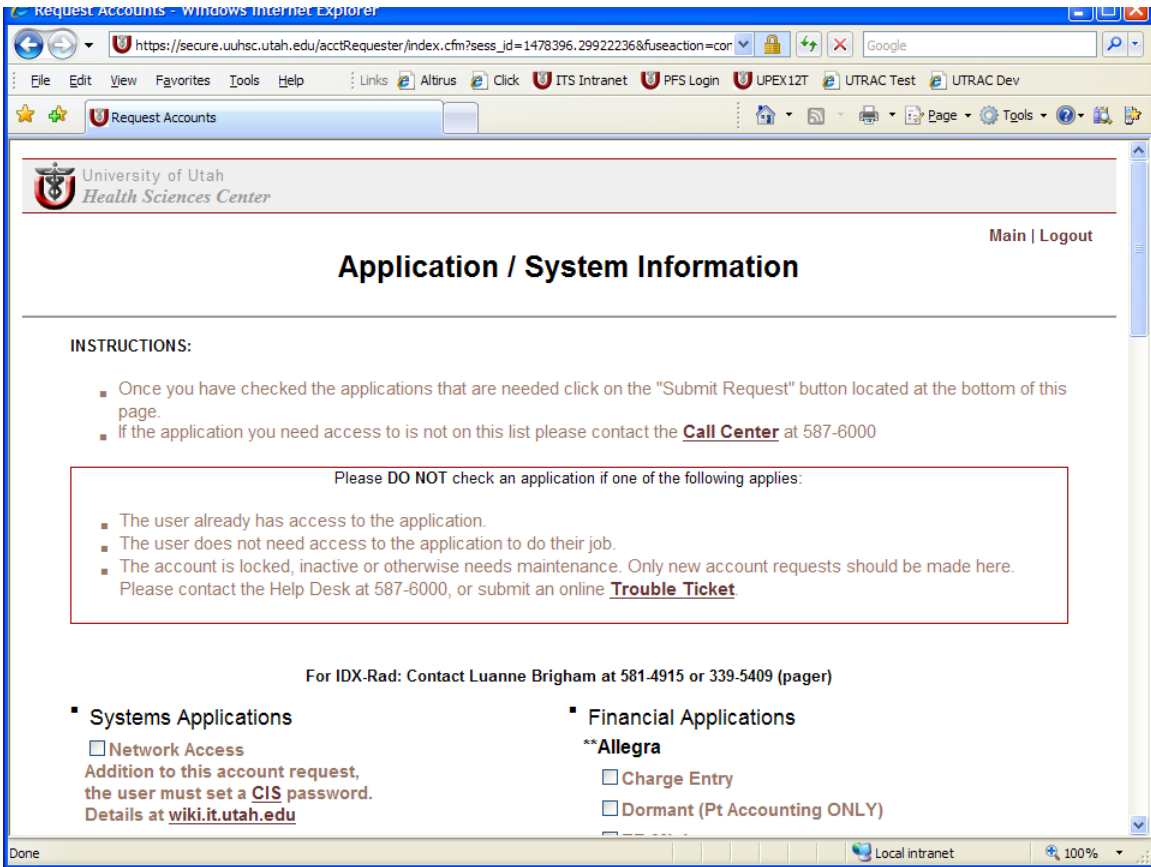 Request Accounts - Windows Internet Explorer
https://secure.uuhsc.utah.edu/acctRequester/index.cfm?sess_id=1478396.29922236&fuseaction=cor
Google
File Edit View Favorites Tools Help Links Altirus Click ITS Intranet PFS Login UPEX12T UTRAC Test UTRAC Dev
Request Accounts Page Tools
University of Utah
Health Sciences Center
Main | Logout
Application / System Information
INSTRUCTIONS:
Once you have checked the applications that are needed click on the "Submit Request" button located at the bottom of this
page.
If the application you need access to is not on this list please contact the Call Center at 587-6000
Please DO NOT check an application if one of the following applies:
The user already has access to the application.
The user does not need access to the application to do their job.
The account is locked, inactive or otherwise needs maintenance. Only new account requests should be made here.
Please contact the Help Desk at 587-6000, or submit an online Trouble Ticket.
For IDX-Rad: Contact Luanne Brigham at 581-4915 or 339-5409 (pager)
Systems Applications
Network Access
Addition to this account request,
the user must set a CIS password.
Details at wiki.it.utah.edu
Financial Applications
**Allegra
Charge Entry
Dormant (Pt Accounting ONLY)
Done Local intranet 100%